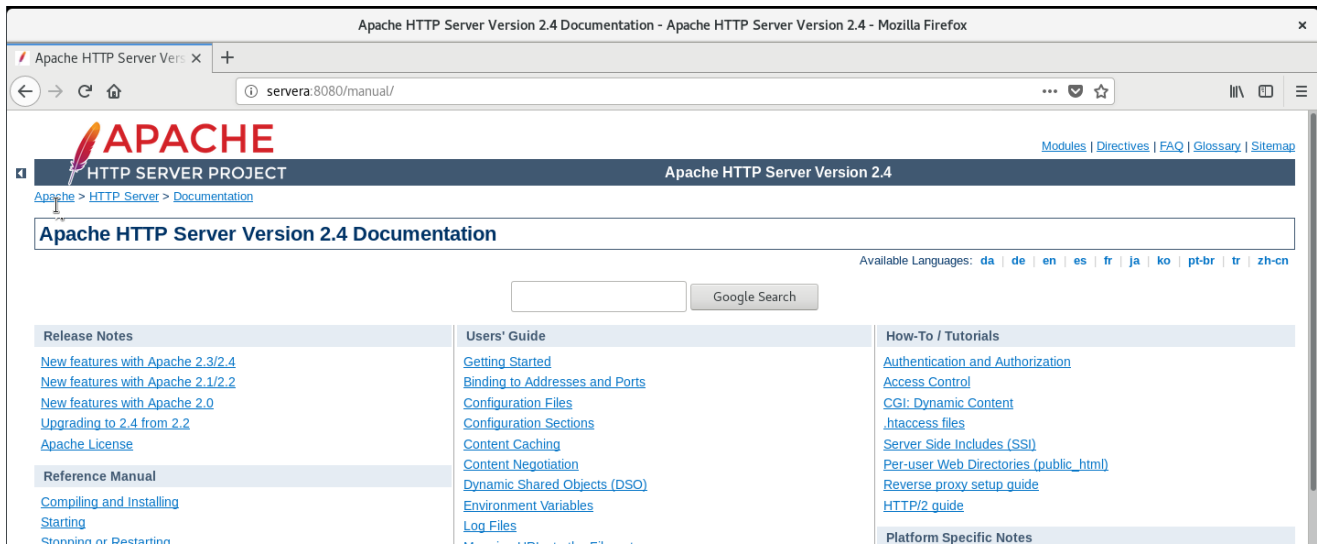 Apache HTTP Server Version 2.4 Documentation - Apache HTTP Server Version 2.4 - Mozilla Firefox
Apache HTTP Server Vers
servera:8080/manual/
APACHE
HTTP SERVER PROJECT
Modules | Directives | FAQ | Glossary | Sitemap
Apache HTTP Server Version 2.4
Apache > HTTP Server > Documentation
Apache HTTP Server Version 2.4 Documentation
Available Languages: da | de | en | es | fr | ja | ko | pt-br | tr | zh-cn
Google Search
Release Notes
New features with Apache 2.3/2.4
New features with Apache 2.1/2.2
New features with Apache 2.0
Upgrading to 2.4 from 2.2
Apache License
Reference Manual
Compiling and Installing
Starting
Stopping or Restarting
Users' Guide
Getting Started
Binding to Addresses and Ports
Configuration Files
Configuration Sections
Content Caching
Content Negotiation
Dynamic Shared Objects (DSO)
Environment Variables
Log Files
How-To / Tutorials
Authentication and Authorization
Access Control
CGI: Dynamic Content
.htaccess files
Server Side Includes (SSI)
Per-user Web Directories (public_html)
Reverse proxy setup guide
HTTP/2 guide
Platform Specific Notes